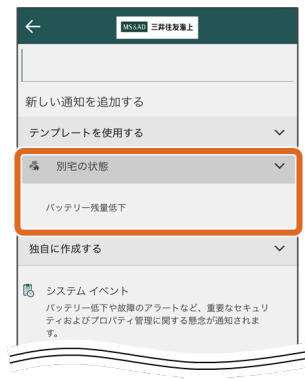 MS&AD 三井住友海上
新しい通知を追加する
テンプレートを使用する
別宅の状態
バッテリー残量低下
独自に作成する
システム イベント
バッテリー低下や故障のアラートなど、重要なセキュリ
ティおよびプロパティ管理に関する懸念が通知されま
す。